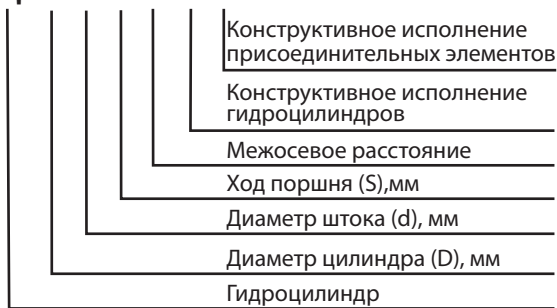 Конструктивное исполнение
присоединительных элементов
Конструктивное исполнение
гидроцилиндров
Межосевое расстояние
Ход поршня (S),мм
Диаметр штока (d), мм
Диаметр цилиндра (D), мм
Гидроцилиндр